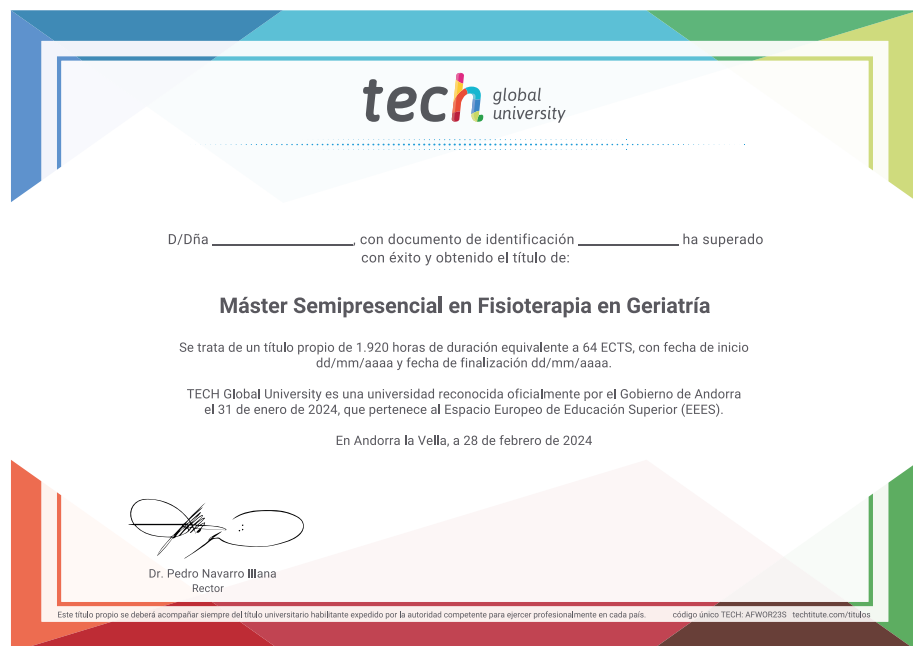 tech global university
D/Dña ________________, con documento de identificación ____________ ha superado
con éxito y obtenido el título de:
Máster Semipresencial en Fisioterapia en Geriatría
Se trata de un título propio de 1.920 horas de duración equivalente a 64 ECTS, con fecha de inicio
dd/mm/aaaa y fecha de finalización dd/mm/aaaa.
TECH Global University es una universidad reconocida oficialmente por el Gobierno de Andorra
el 31 de enero de 2024, que pertenece al Espacio Europeo de Educación Superior (EEES).
En Andorra la Vella, a 28 de febrero de 2024
Dr. Pedro Navarro Illana
Rector
Este título propio se deberá acompañar siempre del título universitario habilitante expedido por la autoridad competente para ejercer profesionalmente en cada país. código único TECH: AFWOR23S techtitute.com/titulos